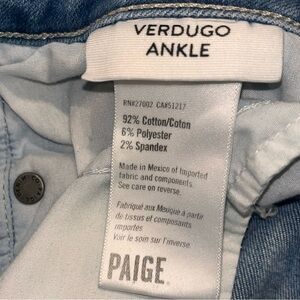 VERDUGO
ANKLE
RN#27002 CA#51217
92% Cotton/Coton
6% Polyester
2% Spandex
Made in Mexico of Imported
fabric and components.
See care on reverse.
Fabriqué aux Mexique à partir
de tissus et composants
importés
Voir le soin sur l'inverse.
PAIGE